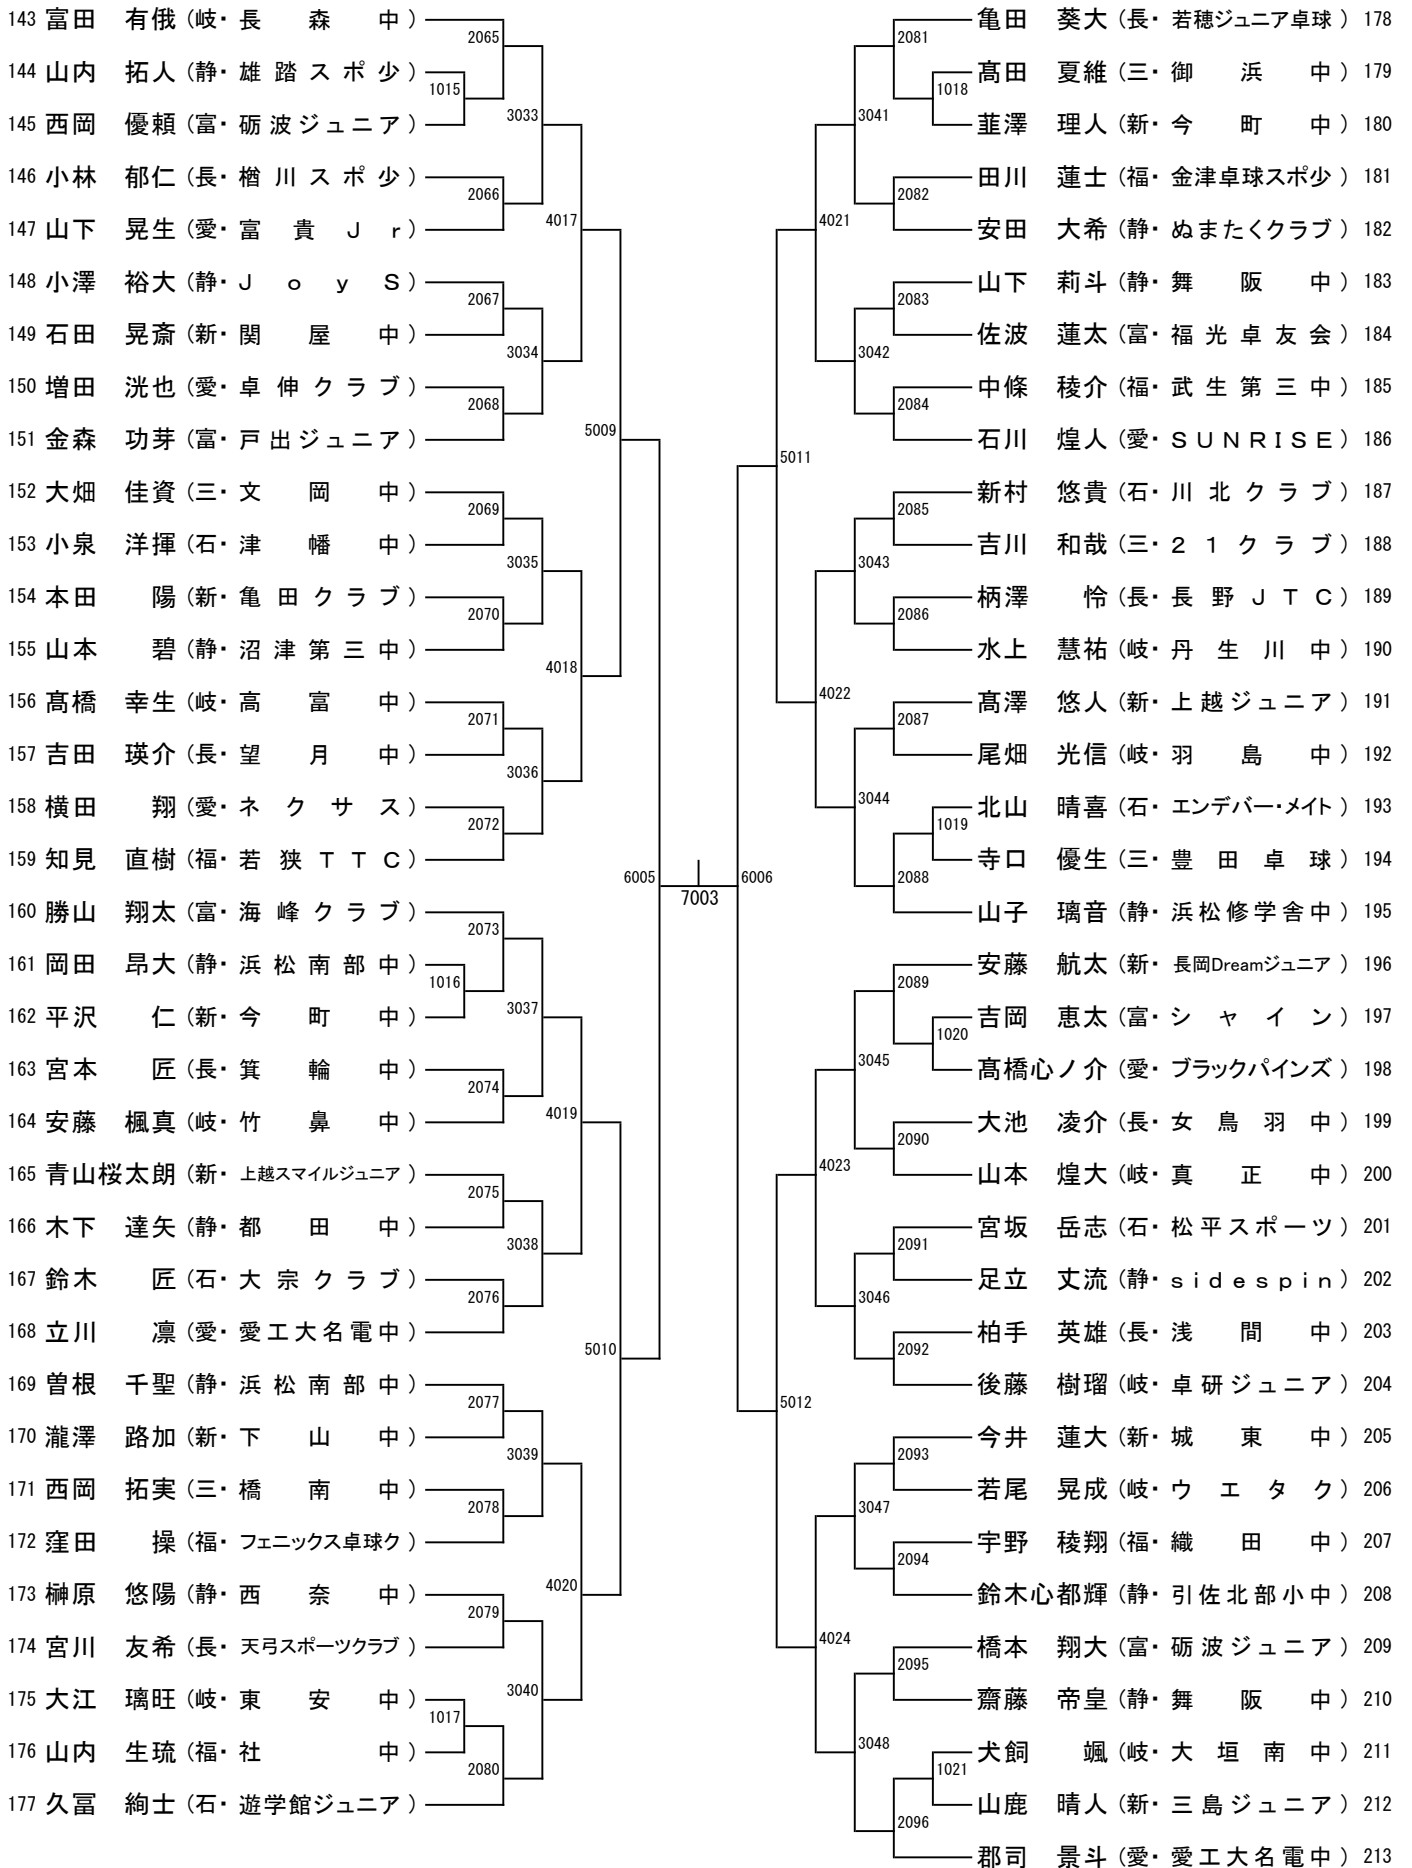 143 富田 有俄 (岐・長森中)
2065
144 山内 拓人 (静・雄踏スポ少)
1015
145 西岡 優頼 (富・砺波ジュニア)
3033
146 小林 郁仁 (長・楢川スポ少)
2066
147 山下 晃生 (愛・富貴Jr)
4017
148 小澤 裕大 (静・JoyS)
2067
149 石田 晃斎 (新・関屋中)
3034
150 増田 洸也 (愛・卓伸クラブ)
2068
151 金森 功芽 (富・戸出ジュニア)
5009
152 大畑 佳資 (三・文岡中)
2069
153 小泉 洋揮 (石・津幡中)
3035
154 本田 陽 (新・亀田クラブ)
2070
155 山本 碧 (静・沼津第三中)
4018
156 髙橋 幸生 (岐・高富中)
2071
157 吉田 瑛介 (長・望月中)
3036
158 横田 翔 (愛・ネクサス)
2072
159 知見 直樹 (福・若狭TTC)
6005
160 勝山 翔太 (富・海峰クラブ)
2073
161 岡田 昂大 (静・浜松南部中)
1016
162 平沢 仁 (新・今町中)
3037
163 宮本 匠 (長・箕輪中)
2074
164 安藤 楓真 (岐・竹鼻中)
4019
165 青山桜太朗 (新・上越スマイルジュニア)
2075
166 木下 達矢 (静・都田中)
3038
167 鈴木 匠 (石・大宗クラブ)
2076
168 立川 凛 (愛・愛工大名電中)
5010
169 曽根 千聖 (静・浜松南部中)
2077
170 瀧澤 路加 (新・下山中)
3039
171 西岡 拓実 (三・橋南中)
2078
172 窪田 操 (福・フェニックス卓球ク)
4020
173 榊原 悠陽 (静・西奈中)
2079
174 宮川 友希 (長・天弓スポーツクラブ)
3040
175 大江 璃旺 (岐・東安中)
1017
176 山内 生琉 (福・社中)
2080
177 久冨 絢士 (石・遊学館ジュニア)
7003
亀田 葵大 (長・若穂ジュニア卓球) 178
2081
髙田 夏維 (三・御浜中) 179
1018
韮澤 理人 (新・今町中) 180
3041
田川 蓮士 (福・金津卓球スポ少) 181
2082
安田 大希 (静・ぬまたくクラブ) 182
4021
山下 莉斗 (静・舞阪中) 183
2083
佐波 蓮太 (富・福光卓友会) 184
3042
中條 稜介 (福・武生第三中) 185
2084
石川 煌人 (愛・SUNRISE) 186
5011
新村 悠貴 (石・川北クラブ) 187
2085
吉川 和哉 (三・21クラブ) 188
3043
柄澤 怜 (長・長野JTC) 189
2086
水上 慧祐 (岐・丹生川中) 190
4022
髙澤 悠人 (新・上越ジュニア) 191
2087
尾畑 光信 (岐・羽島中) 192
3044
北山 晴喜 (石・エンデバー・メイト) 193
1019
寺口 優生 (三・豊田卓球) 194
2088
6006
山子 璃音 (静・浜松修学舎中) 195
安藤 航太 (新・長岡Dreamジュニア) 196
2089
吉岡 恵太 (富・シャイン) 197
1020
髙橋心ノ介 (愛・ブラックパインズ) 198
3045
大池 凌介 (長・女鳥羽中) 199
2090
山本 煌大 (岐・真正中) 200
4023
宮坂 岳志 (石・松平スポーツ) 201
2091
足立 丈流 (静・sidespin) 202
3046
柏手 英雄 (長・浅間中) 203
2092
後藤 樹瑠 (岐・卓研ジュニア) 204
5012
今井 蓮大 (新・城東中) 205
2093
若尾 晃成 (岐・ウエタク) 206
3047
宇野 稜翔 (福・織田中) 207
2094
鈴木心都輝 (静・引佐北部小中) 208
4024
橋本 翔大 (富・砺波ジュニア) 209
2095
齋藤 帝皇 (静・舞阪中) 210
3048
犬飼 颯 (岐・大垣南中) 211
1021
山鹿 晴人 (新・三島ジュニア) 212
2096
郡司 景斗 (愛・愛工大名電中) 213